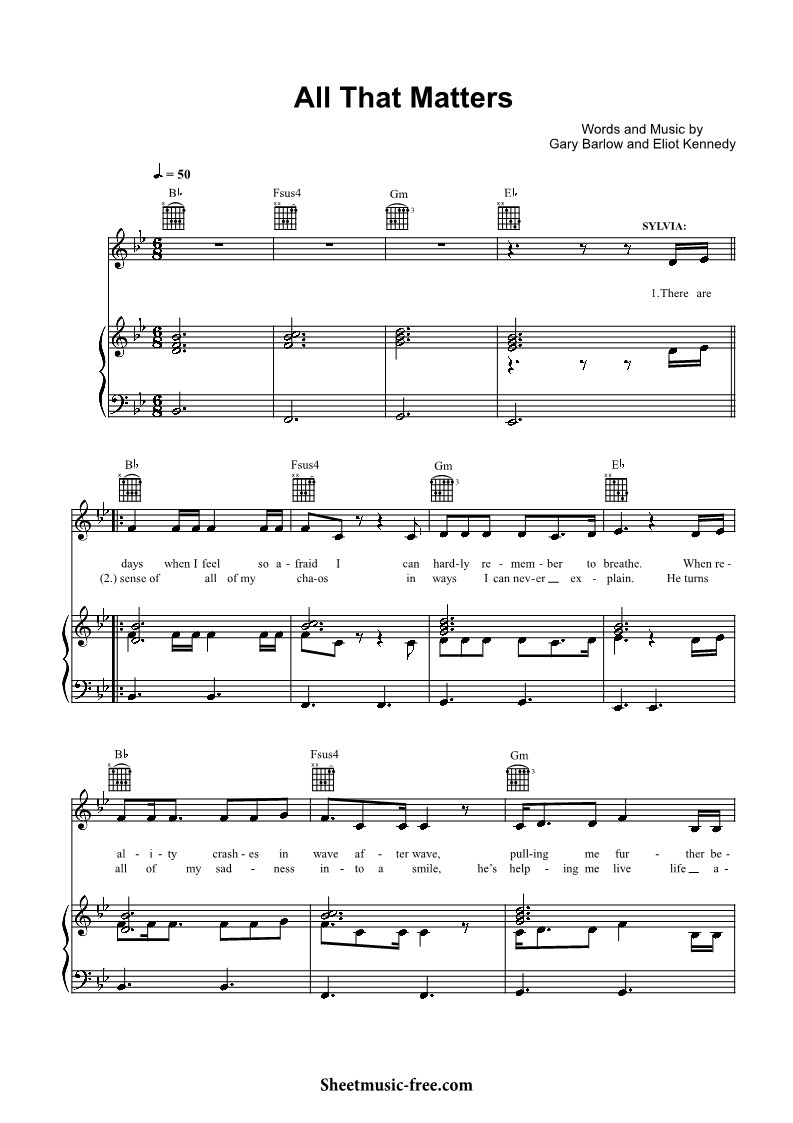 All That Matters
Words and Music by
Gary Barlow and Eliot Kennedy
♩. = 50
B♭ Fsus4 Gm E♭
SYLVIA:
1.There are
B♭ Fsus4 Gm E♭
days when I feel so a - fraid I can hard - ly re - mem - ber to breathe. When re -
(2.) sense of all of my cha - os in ways I can nev - er ex - plain. He turns
B♭ Fsus4 Gm
al - i - ty crash - es in wave af - ter wave, pull - ing me fur - ther be -
all of my sad - ness in - to a smile, he's help - ing me live life a -
Sheetmusic-free.com